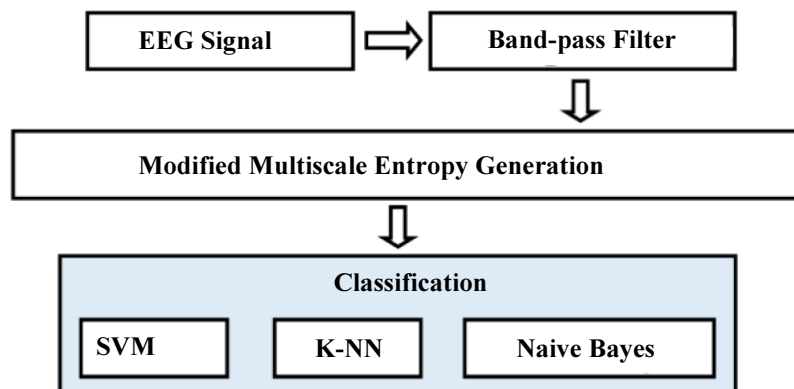 EEG Signal
Band-pass Filter
Modified Multiscale Entropy Generation
Classification
SVM
K-NN
Naive Bayes